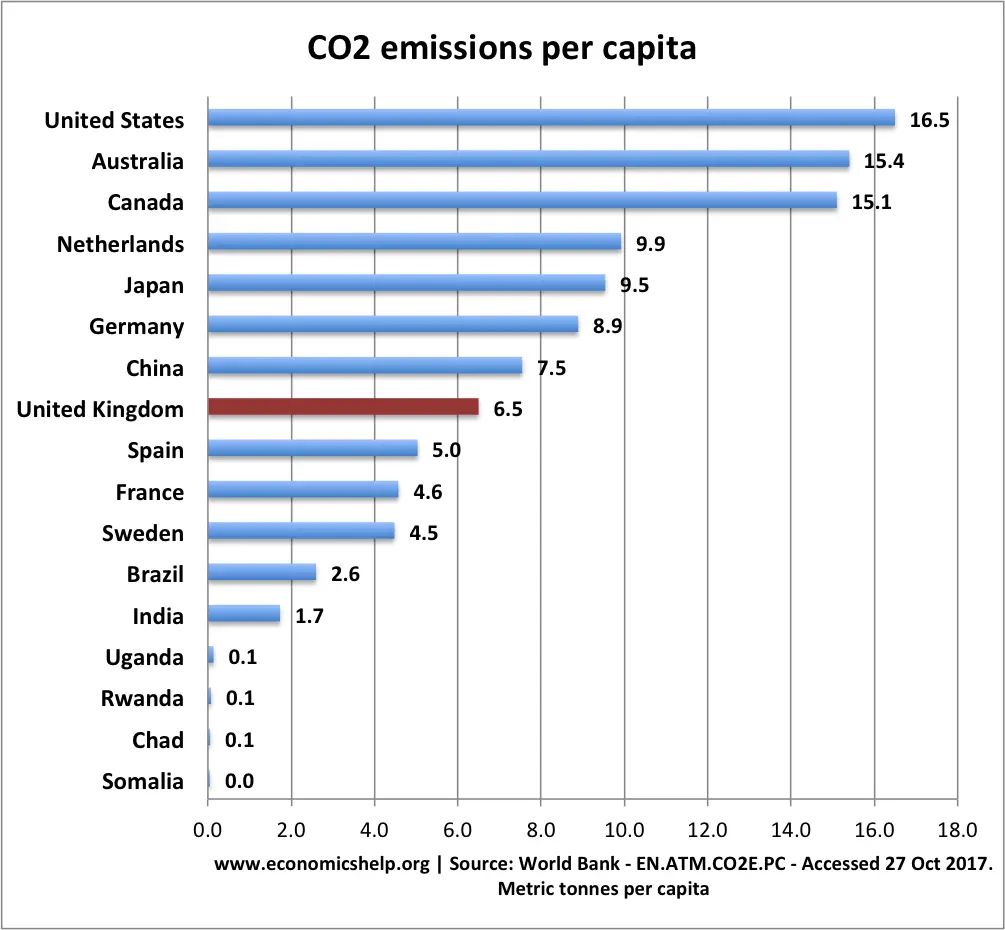 CO2 emissions per capita
United States 16.5
Australia 15.4
Canada 15.1
Netherlands 9.9
Japan 9.5
Germany 8.9
China 7.5
United Kingdom 6.5
Spain 5.0
France 4.6
Sweden 4.5
Brazil 2.6
India 1.7
Uganda 0.1
Rwanda 0.1
Chad 0.1
Somalia 0.0
0.0 2.0 4.0 6.0 8.0 10.0 12.0 14.0 16.0 18.0
www.economicshelp.org | Source: World Bank - EN.ATM.CO2E.PC - Accessed 27 Oct 2017.
Metric tonnes per capita